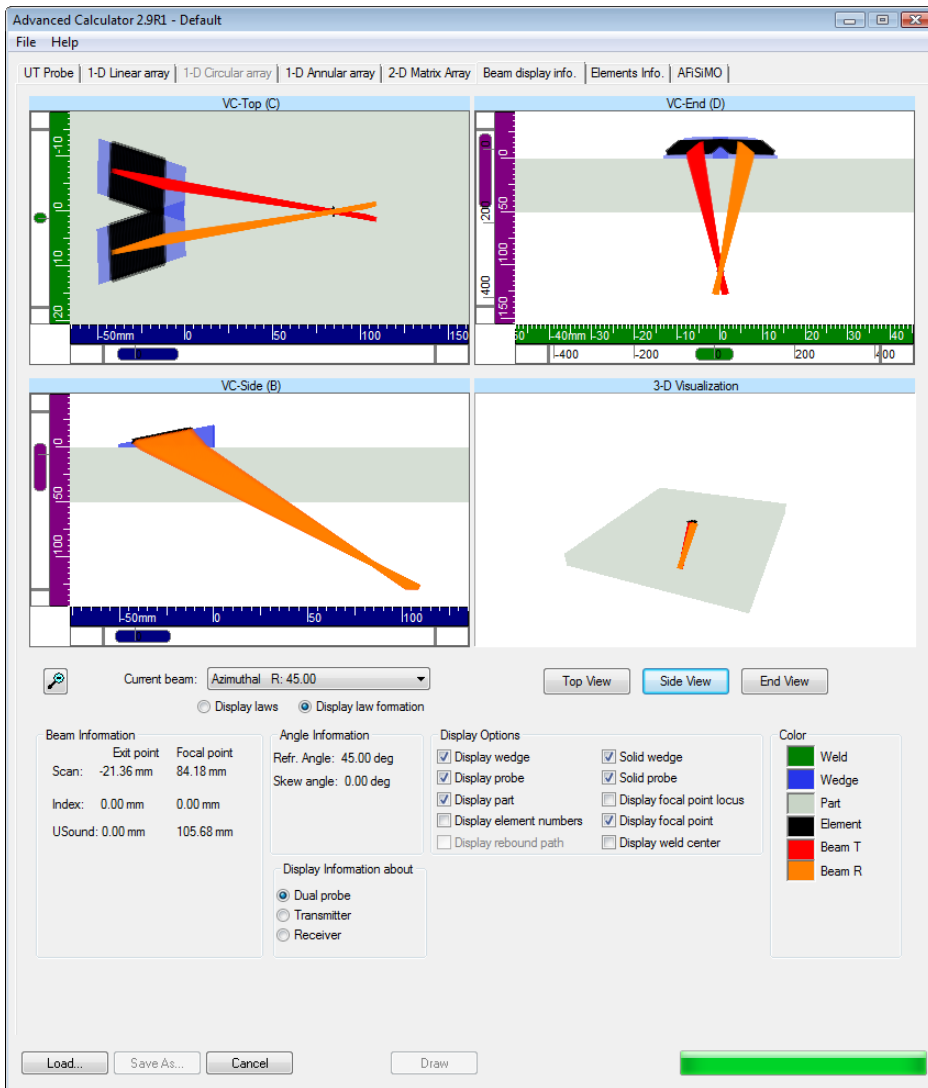 Advanced Calculator 2.9R1 - Default
File Help
UT Probe 1-D Linear array 1-D Circular array 1-D Annular array 2-D Matrix Array Beam display info. Elements Info. AFiSiMO
VC-Top (C) VC-End (D)
-10
0
10
20
-50mm 0 50 100 150
0
50
100
150
0
200
400
-40mm -30 -20 -10 0 10 20 30 40
-400 -200 0 200 400
VC-Side (B) 3-D Visualization
0
50
100
-50mm 0 50 100
Current beam: Azimuthal R: 45.00 Top View Side View End View
Display laws Display law formation
Beam Information Angle Information Display Options Color
Exit point Focal point Refr. Angle: 45.00 deg Display wedge Solid wedge Weld
Scan: -21.36 mm 84.18 mm Skew angle: 0.00 deg Display probe Solid probe Wedge
Display part Display focal point locus Part
Index: 0.00 mm 0.00 mm Display element numbers Display focal point Element
USound: 0.00 mm 105.68 mm Display rebound path Display weld center Beam T
Beam R
Display Information about
Dual probe
Transmitter
Receiver
Load... Save As... Cancel Draw